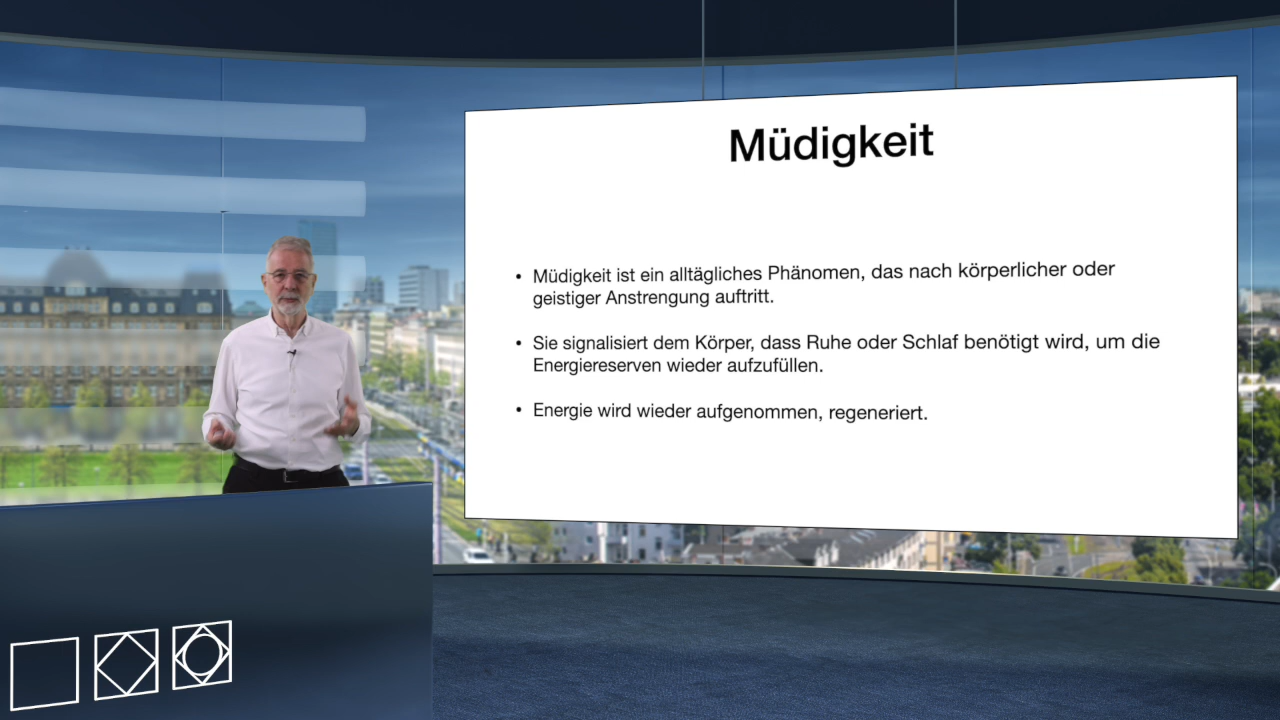 Müdigkeit
• Müdigkeit ist ein alltägliches Phänomen, das nach körperlicher oder
geistiger Anstrengung auftritt.
• Sie signalisiert dem Körper, dass Ruhe oder Schlaf benötigt wird, um die
Energiereserven wieder aufzufüllen.
• Energie wird wieder aufgenommen, regeneriert.